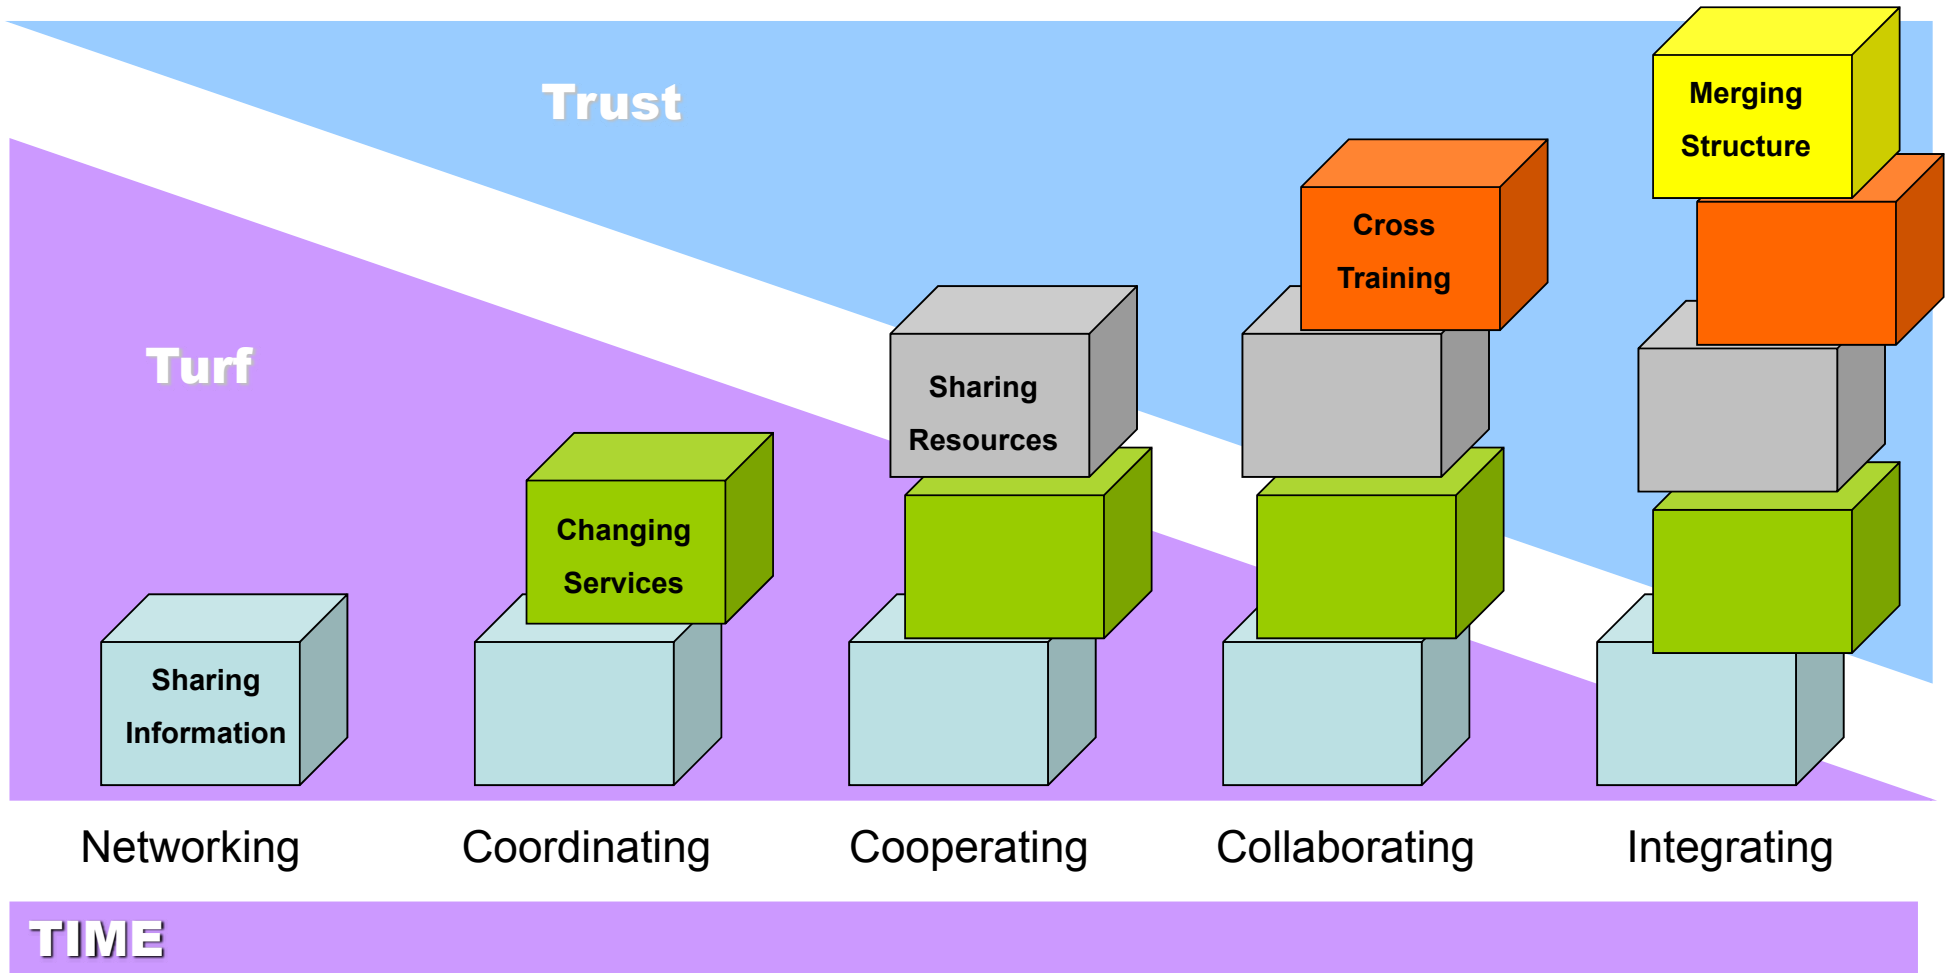 Trust
Turf
Merging
Structure
Cross
Training
Sharing
Resources
Changing
Services
Sharing
Information
Networking
Coordinating
Cooperating
Collaborating
Integrating
TIME